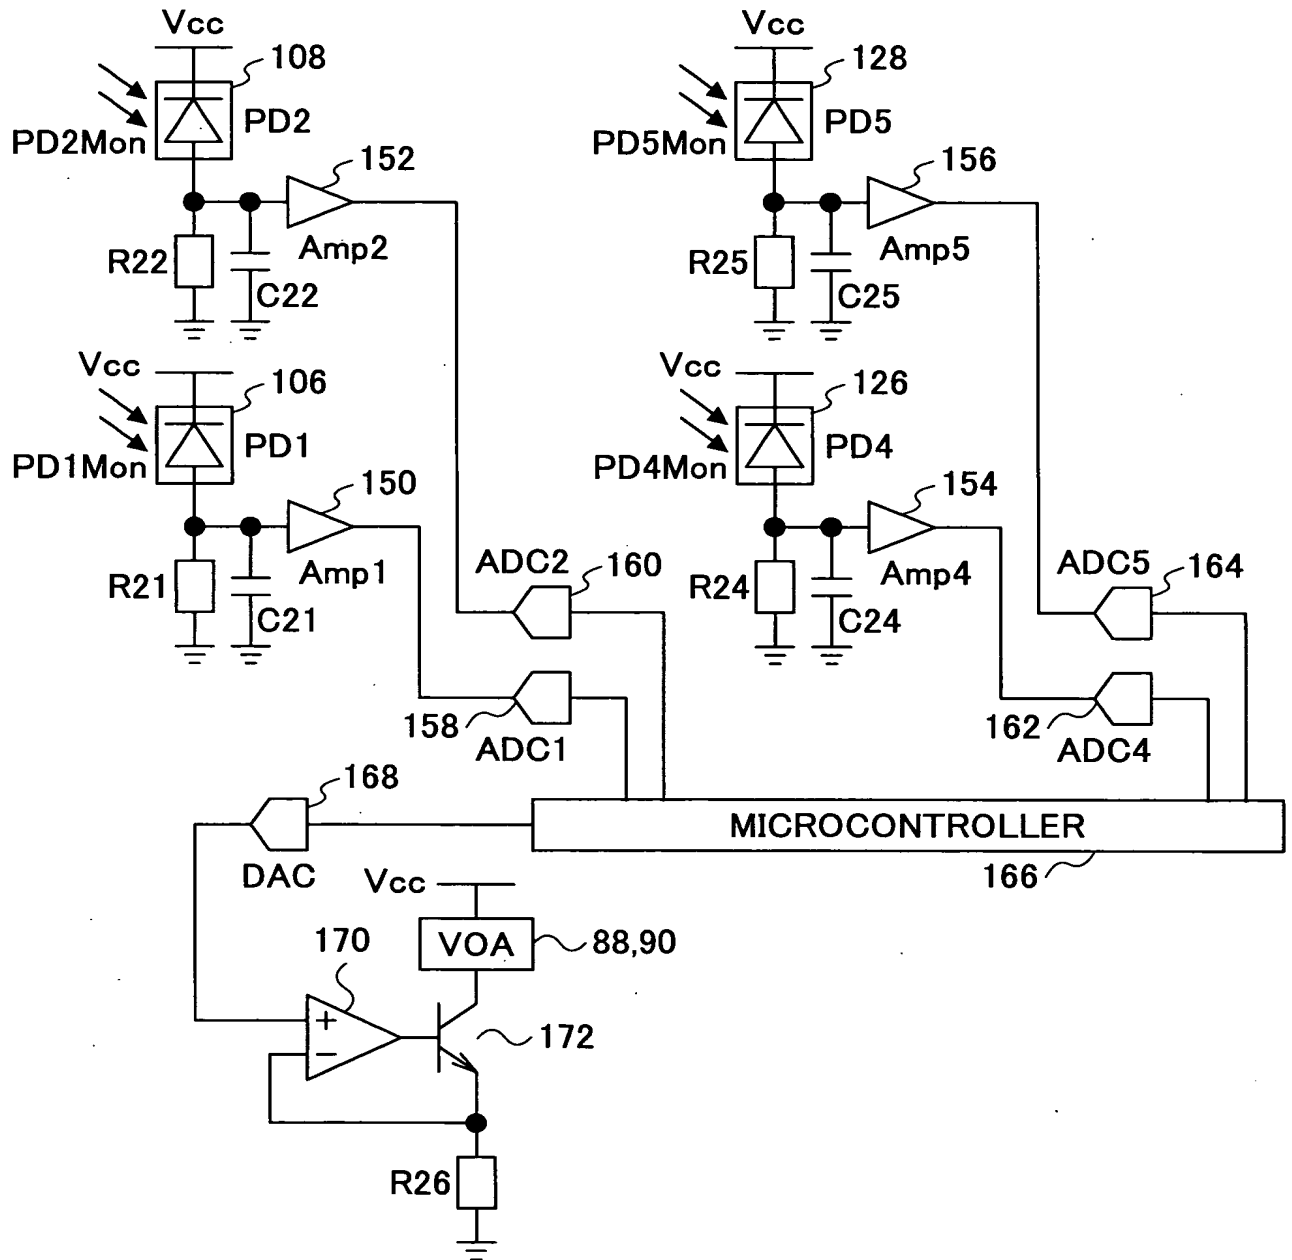 Vcc
108
PD2
PD2Mon
152
Amp2
R22
C22
Vcc
106
PD1
PD1Mon
150
Amp1
R21
C21
Vcc
128
PD5
PD5Mon
156
Amp5
R25
C25
Vcc
126
PD4
PD4Mon
154
Amp4
R24
C24
ADC2
160
158
ADC1
ADC5
164
162
ADC4
168
DAC
MICROCONTROLLER
166
Vcc
VOA
88,90
170
+
−
172
R26